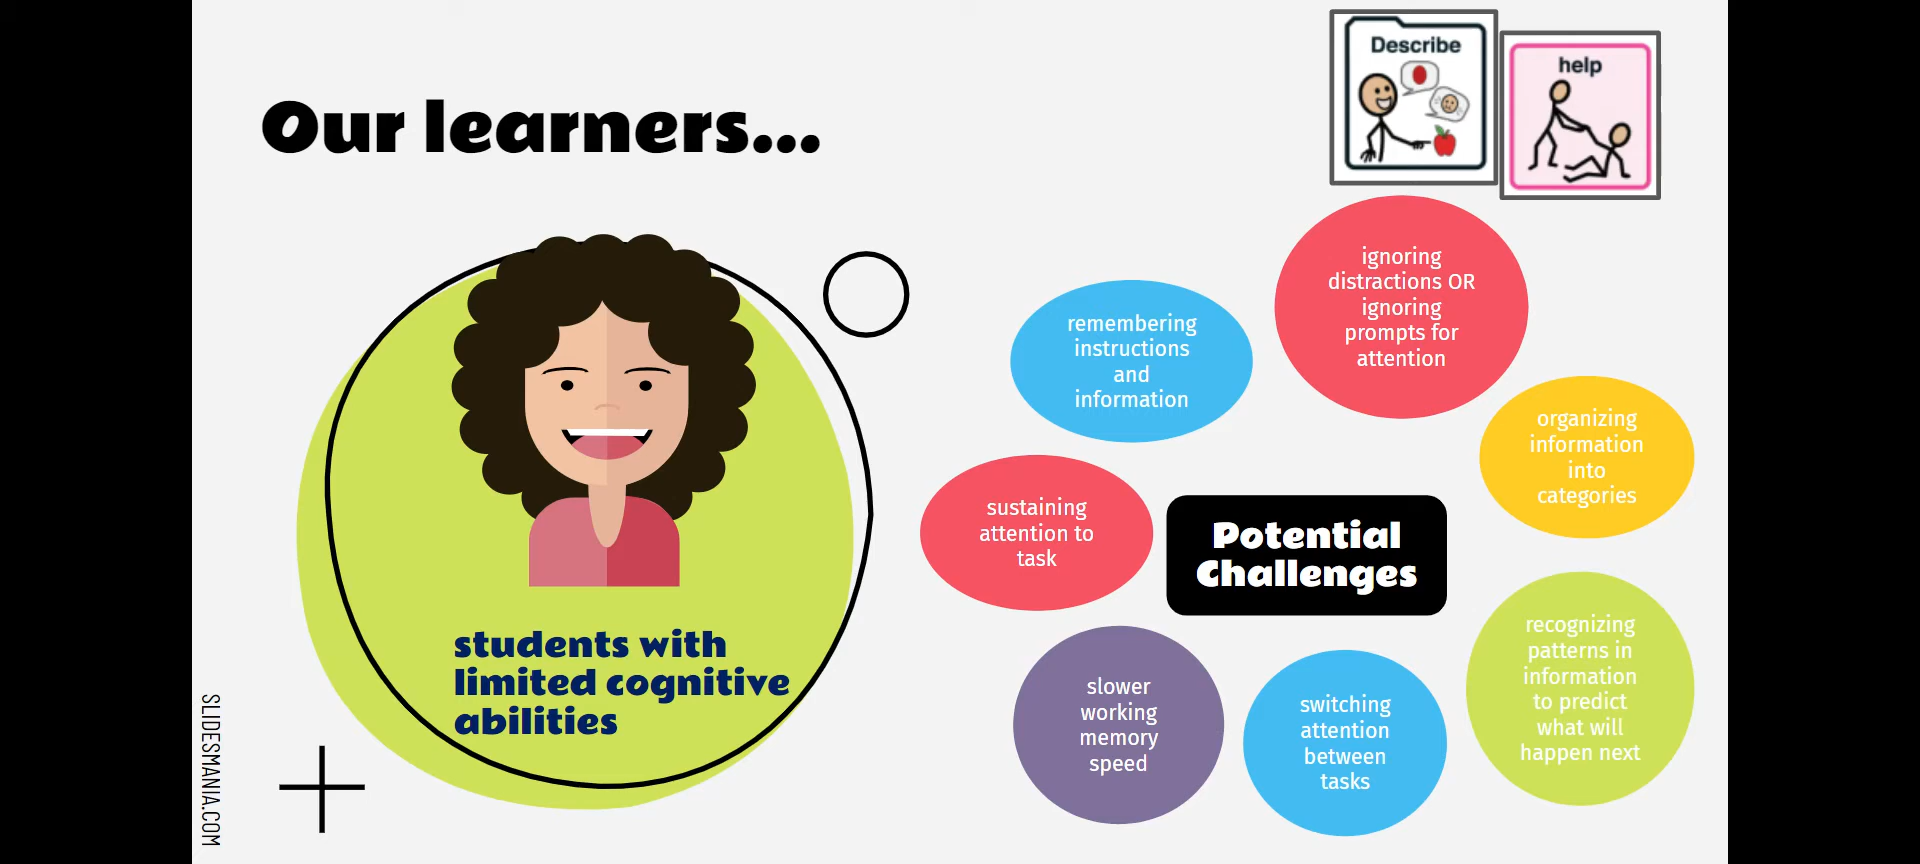 Describe
help
Our learners...
ignoring
distractions OR
ignoring
prompts for
attention
remembering
instructions
and
information
organizing
information
into
categories
sustaining
attention to
task
Potential
Challenges
recognizing
patterns in
information
to predict
what will
happen next
slower
working
memory
speed
switching
attention
between
tasks
students with
limited cognitive
abilities
SLIDESMANIA.COM